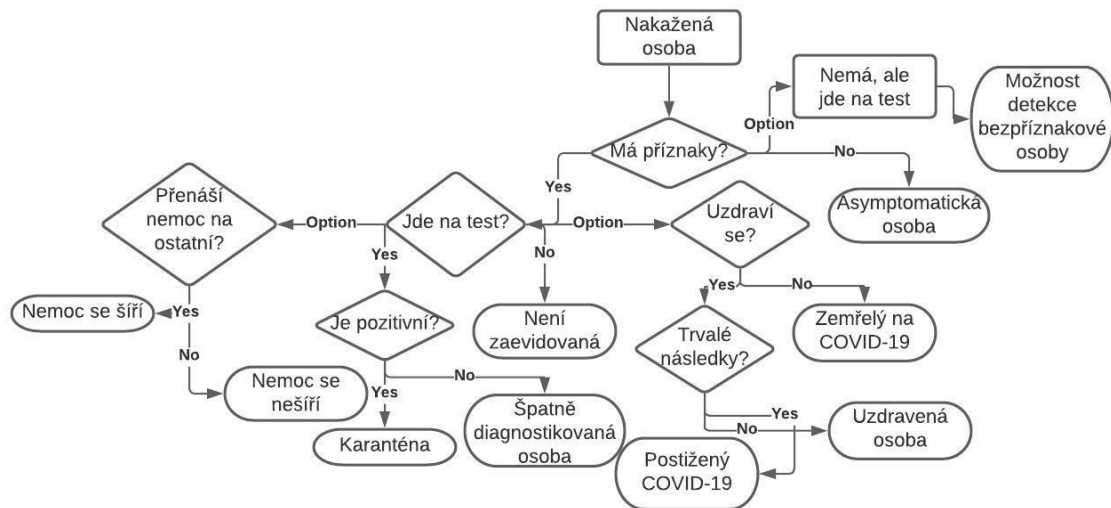 Nakažená
osoba
Nemá, ale
jde na test
Možnost
detekce
bezpříznakové
osoby
Option
Má příznaky?
No
Yes
Asymptomatická
osoba
Přenáší
nemoc na
ostatní?
Option
Jde na test?
Option
Uzdraví
se?
Yes
No
Yes
No
Nemoc se šíří
Yes
Je pozitivní?
Není
zaevidovaná
Trvalé
následky?
Zemřelý na
COVID-19
No
Nemoc se
nešíří
Yes
No
Špatně
diagnostikovaná
osoba
Karanténa
Yes
No
Uzdravená
osoba
Postižený
COVID-19